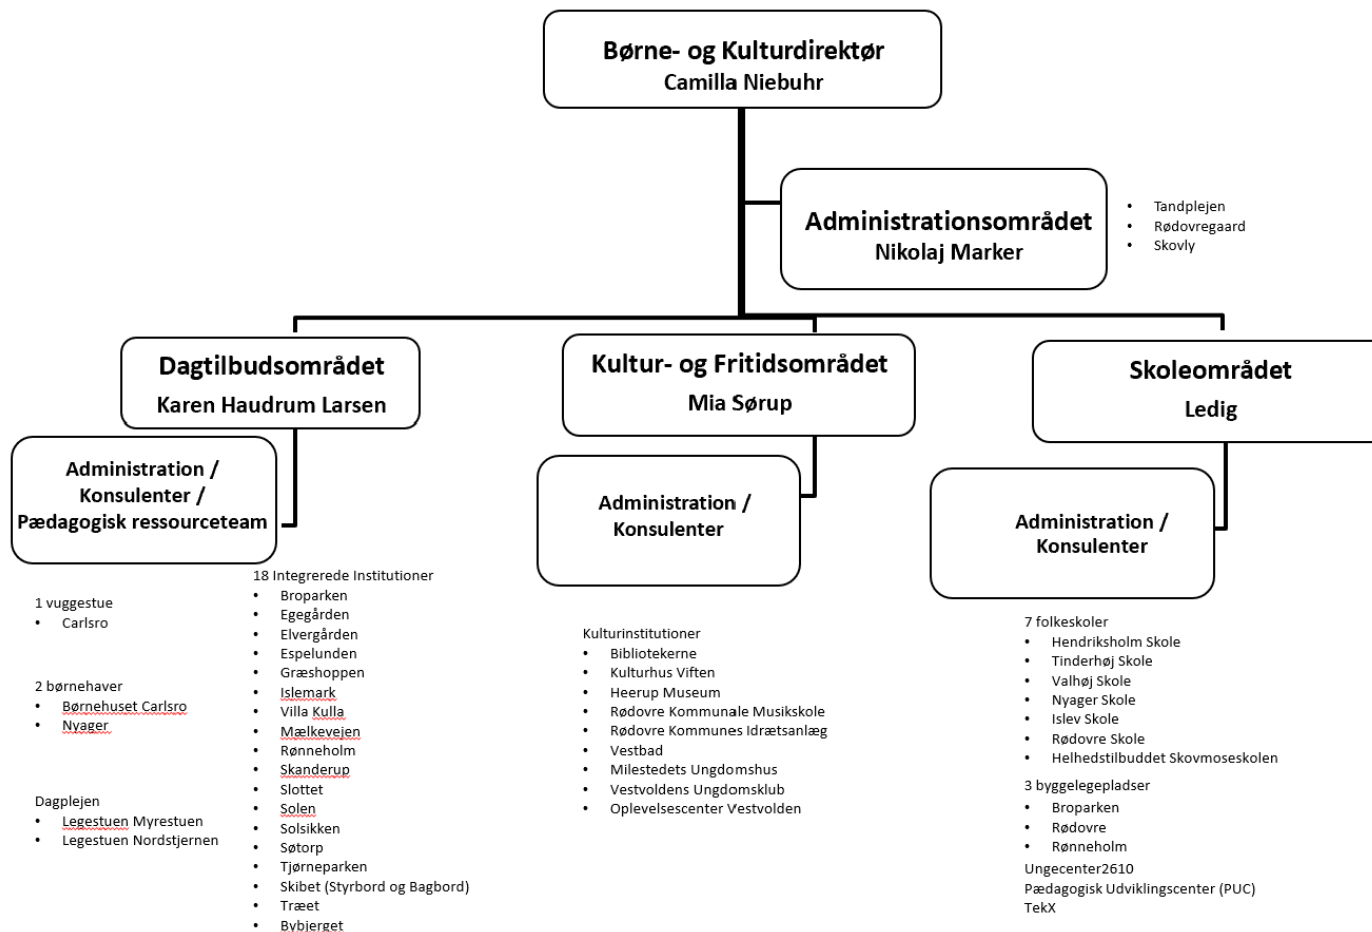 Børne- og Kulturdirektør
Camilla Niebuhr
Administrationsområdet
Nikolaj Marker
• Tandplejen
• Rødovregaard
• Skovly
Dagtilbudsområdet
Karen Haudrum Larsen
Kultur- og Fritidsområdet
Mia Sørup
Skoleområdet
Ledig
Administration /
Konsulenter /
Pædagogisk ressourceteam
Administration /
Konsulenter
Administration /
Konsulenter
1 vuggestue
• Carlsro
2 børnehaver
• Børnehuset Carlsro
• Nyager
Dagplejen
• Legestuen Myrestuen
• Legestuen Nordstjernen
18 Integrerede Institutioner
• Broparken
• Egegården
• Elvergården
• Espelunden
• Græshoppen
• Islemark
• Villa Kulla
• Mælkevejen
• Rønneholm
• Skanderup
• Slottet
• Solen
• Solsikken
• Søtorp
• Tjørneparken
• Skibet (Styrbord og Bagbord)
• Træet
• Bybjerget
Kulturinstitutioner
• Bibliotekerne
• Kulturhus Viften
• Heerup Museum
• Rødovre Kommunale Musikskole
• Rødovre Kommunes Idrætsanlæg
• Vestbad
• Milestedets Ungdomshus
• Vestvoldens Ungdomsklub
• Oplevelsescenter Vestvolden
7 folkeskoler
• Hendriksholm Skole
• Tinderhøj Skole
• Valhøj Skole
• Nyager Skole
• Islev Skole
• Rødovre Skole
• Helhedstilbuddet Skovmoseskolen
3 byggelegepladser
• Broparken
• Rødovre
• Rønneholm
Ungecenter2610
Pædagogisk Udviklingscenter (PUC)
TekX